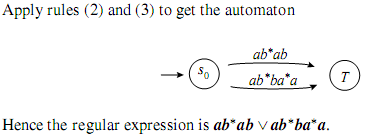 Apply rules (2) and (3) to get the automaton
ab*ab
s₀
ab*ba*a
T
Hence the regular expression is ab*ab ∨ ab*ba*a.